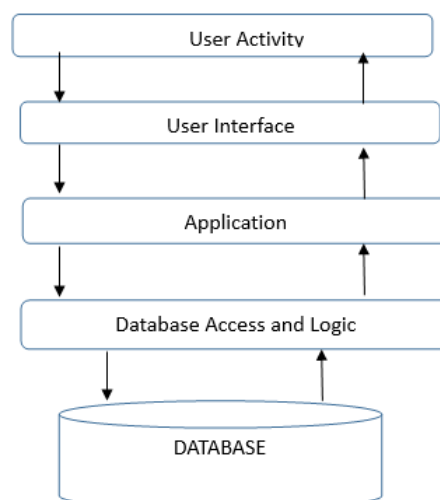 User Activity
User Interface
Application
Database Access and Logic
DATABASE